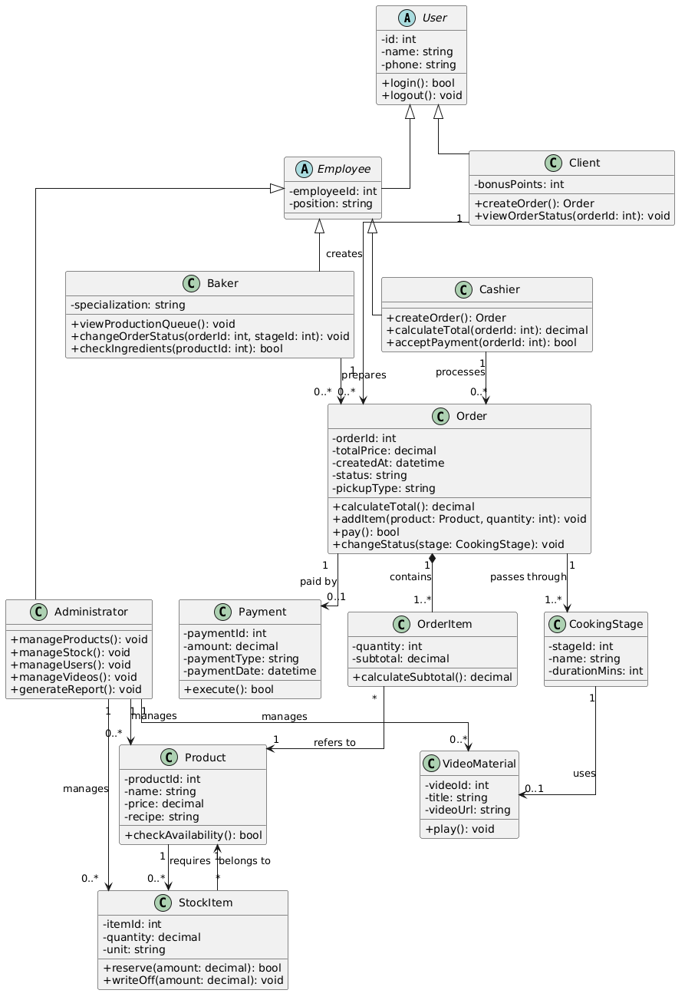 A User
-id: int
-name: string
-phone: string
+login(): bool
+logout(): void
A Employee
-employeeId: int
-position: string
C Client
-bonusPoints: int
+createOrder(): Order
+viewOrderStatus(orderId: int): void
1
creates
C Baker
-specialization: string
+viewProductionQueue(): void
+changeOrderStatus(orderId: int, stageId: int): void
+checkIngredients(productId: int): bool
C Cashier
+createOrder(): Order
+calculateTotal(orderId: int): decimal
+acceptPayment(orderId: int): bool
1
prepares
0..*
0..*
1
processes
0..*
C Order
-orderId: int
-totalPrice: decimal
-createdAt: datetime
-status: string
-pickupType: string
+calculateTotal(): decimal
+addItem(product: Product, quantity: int): void
+pay(): bool
+changeStatus(stage: CookingStage): void
1
paid by
0..1
1
contains
1..*
1
passes through
1..*
C Administrator
+manageProducts(): void
+manageStock(): void
+manageUsers(): void
+manageVideos(): void
+generateReport(): void
C Payment
-paymentId: int
-amount: decimal
-paymentType: string
-paymentDate: datetime
+execute(): bool
C OrderItem
-quantity: int
-subtotal: decimal
+calculateSubtotal(): decimal
C CookingStage
-stageId: int
-name: string
-durationMins: int
1
1
1
manages
manages
0..*
0..*
*
1
refers to
1
uses
0..1
manages
0..*
C Product
-productId: int
-name: string
-price: decimal
-recipe: string
+checkAvailability(): bool
C VideoMaterial
-videoId: int
-title: string
-videoUrl: string
+play(): void
1
requires
0..*
1
belongs to
*
C StockItem
-itemId: int
-quantity: decimal
-unit: string
+reserve(amount: decimal): bool
+writeOff(amount: decimal): void